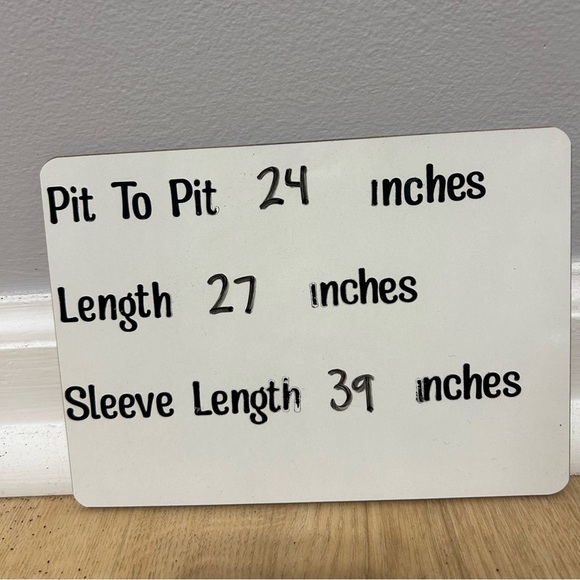 Pit To Pit 24 inches
Length 27 inches
Sleeve Length 39 inches